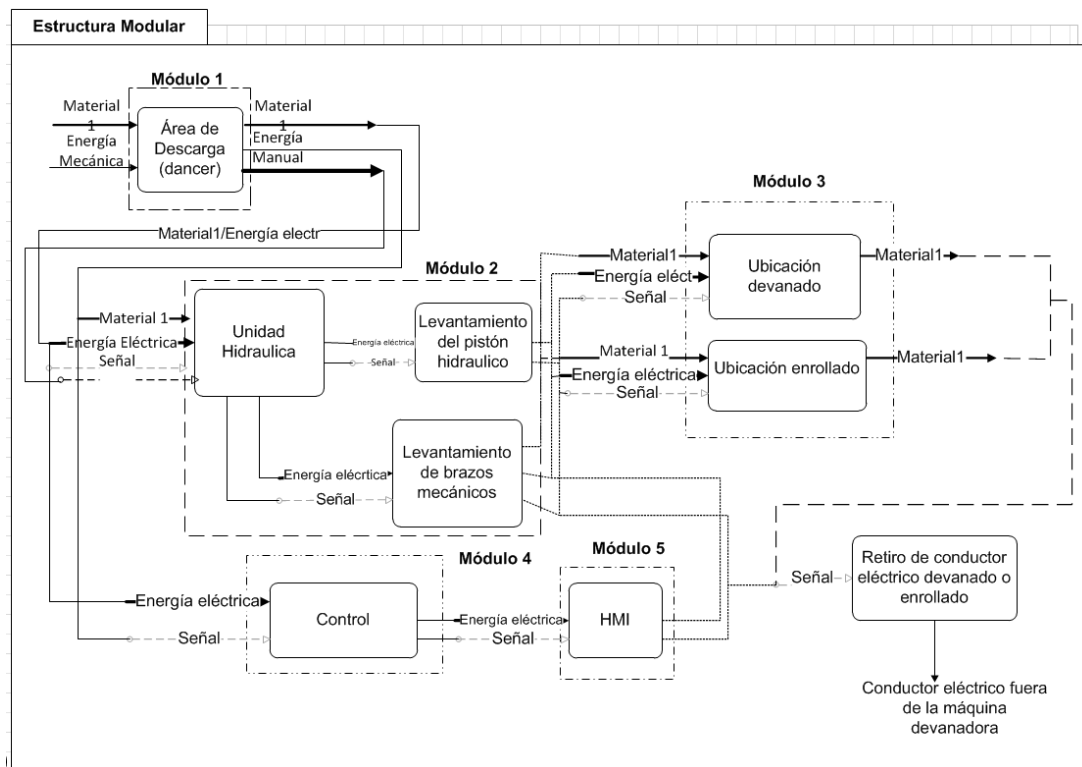 Estructura Modular
Módulo 1
Material
1
Energía
Mecánica
Área de
Descarga
(dancer)
Material
1
Energía
Manual
Material1/Energía electr
Módulo 2
Material 1
Energía Eléctrica
Señal
Unidad
Hidraulica
Energía eléctrica
Señal
Levantamiento
del pistón
hidraulico
Energía elécrtica
Señal
Levantamiento
de brazos
mecánicos
Módulo 3
Material1
Energía eléct
Señal
Ubicación
devanado
Material1
Material 1
Energía eléctrica
Señal
Ubicación enrollado
Material1
Módulo 4
Energía eléctrica
Señal
Control
Energía eléctrica
Señal
Módulo 5
HMI
Señal
Retiro de conductor
eléctrico devanado o
enrollado
Conductor eléctrico fuera
de la máquina
devanadora